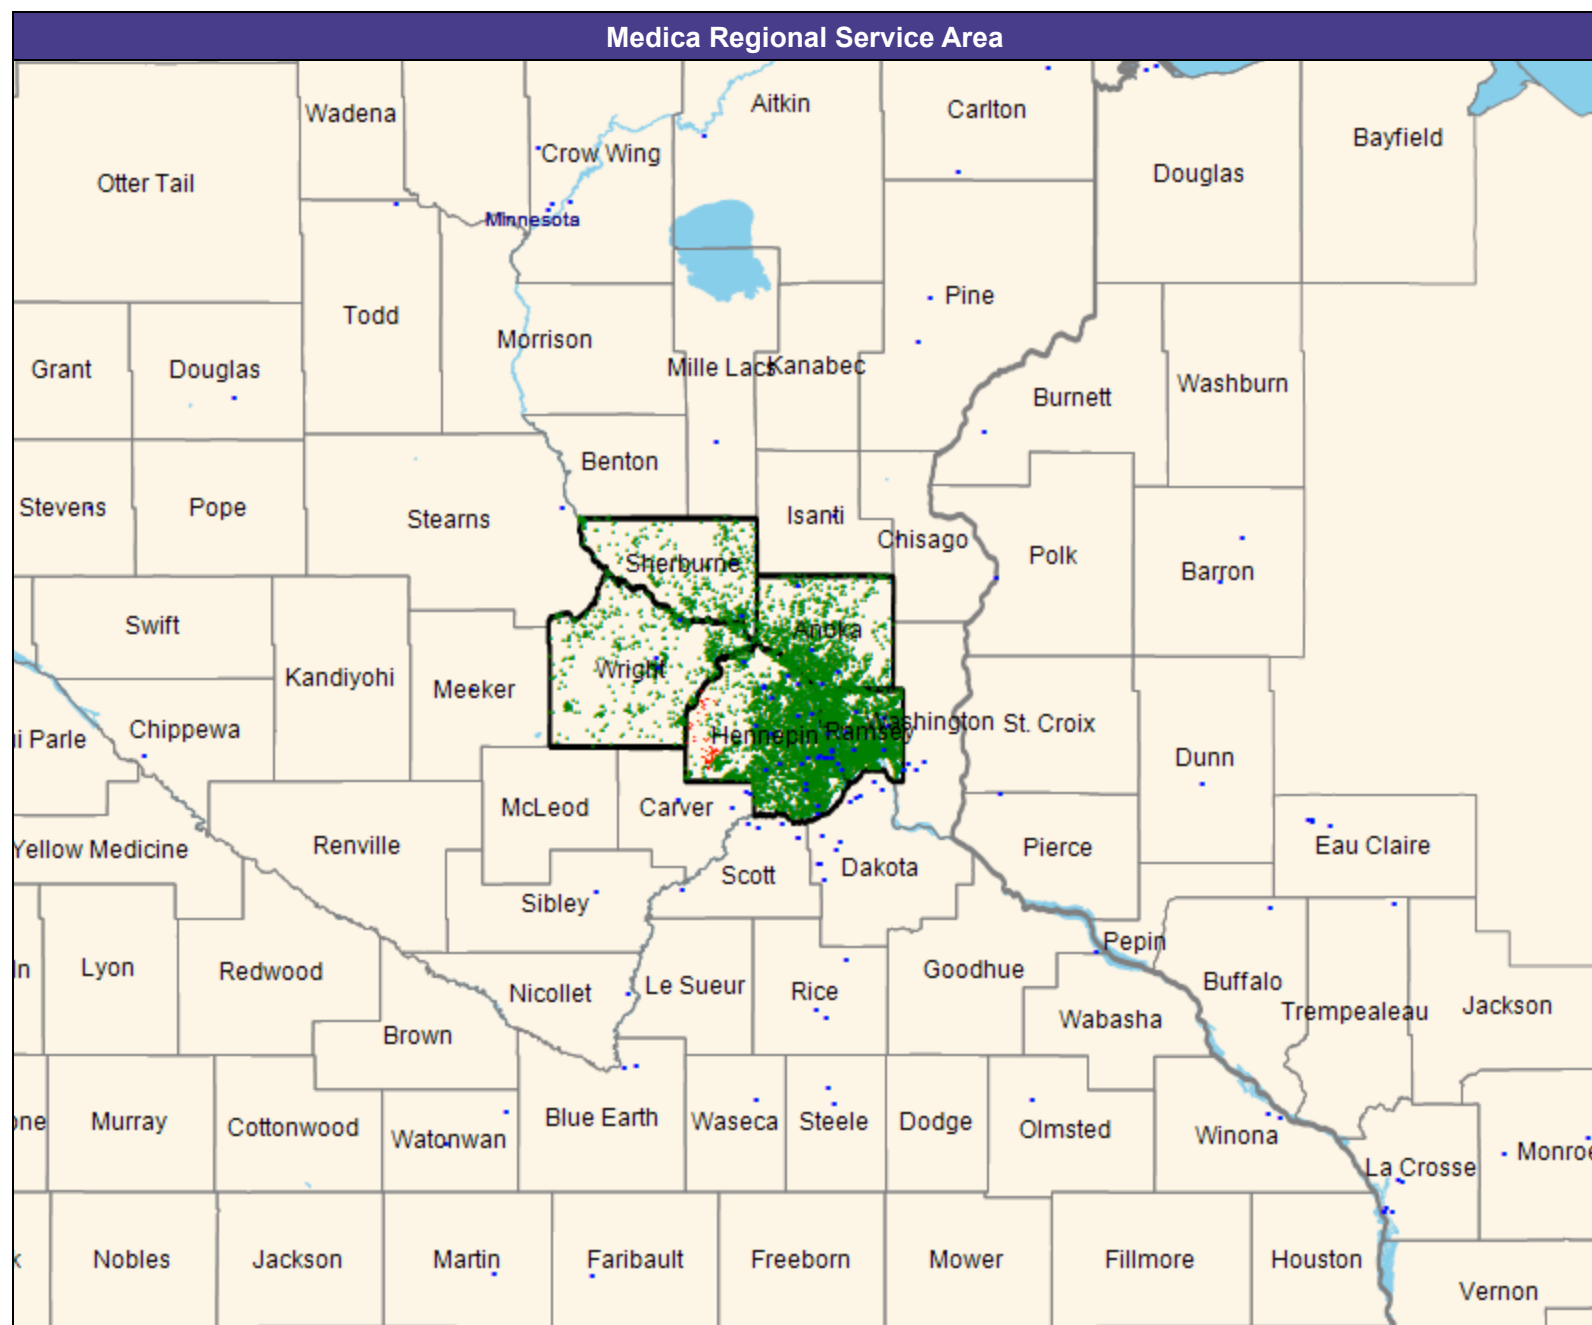 Medica Regional Service Area
Wadena
Aitkin
Carlton
Bayfield
Crow Wing
Otter Tail
Douglas
Minnesota
Pine
Todd
Morrison
Grant
Douglas
Mille Lacs
Kanabec
Burnett
Washburn
Benton
Stevens
Pope
Stearns
Isanti
Chisago
Polk
Barron
Sherburne
Swift
Anoka
Kandiyohi
Meeker
Wright
i Parle
Chippewa
Hennepin
Ramsey
Washington
St. Croix
Dunn
McLeod
Carver
Yellow Medicine
Renville
Scott
Dakota
Pierce
Eau Claire
Sibley
Pepin
ln
Lyon
Redwood
Nicollet
Le Sueur
Rice
Goodhue
Buffalo
Trempealeau
Jackson
Brown
Wabasha
one
Murray
Cottonwood
Watonwan
Blue Earth
Waseca
Steele
Dodge
Olmsted
Winona
La Crosse
Monroe
x
Nobles
Jackson
Martin
Faribault
Freeborn
Mower
Fillmore
Houston
Vernon